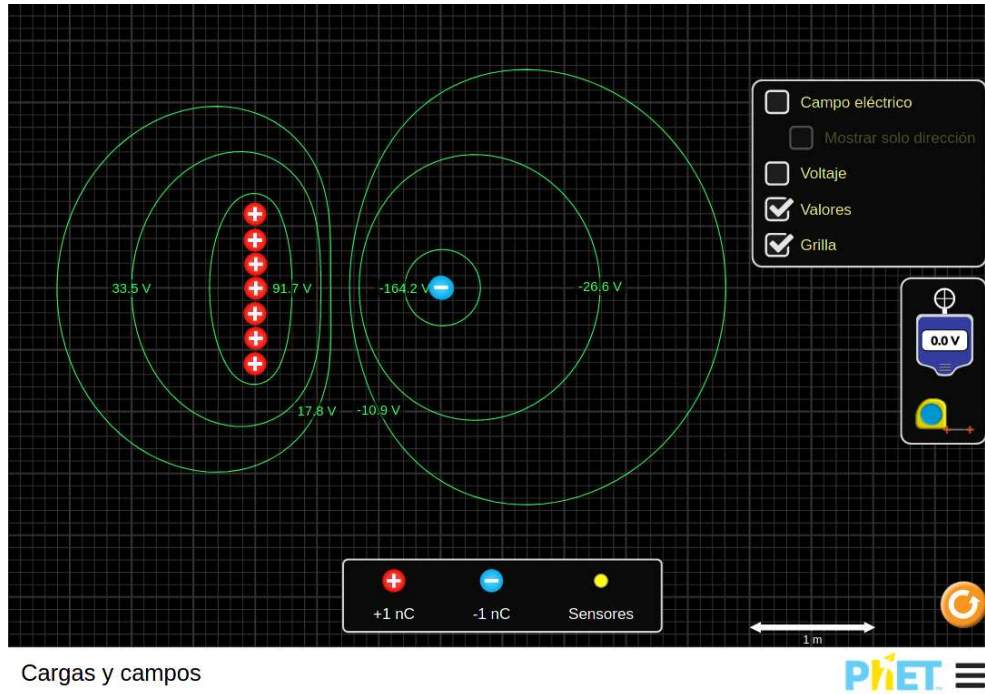 Campo eléctrico
Mostrar solo dirección
Voltaje
Valores
Grilla
33.5 V
91.7 V
-164.2 V
-26.6 V
17.8 V
-10.9 V
0.0 V
+1 nC
-1 nC
Sensores
1 m
Cargas y campos
PhET